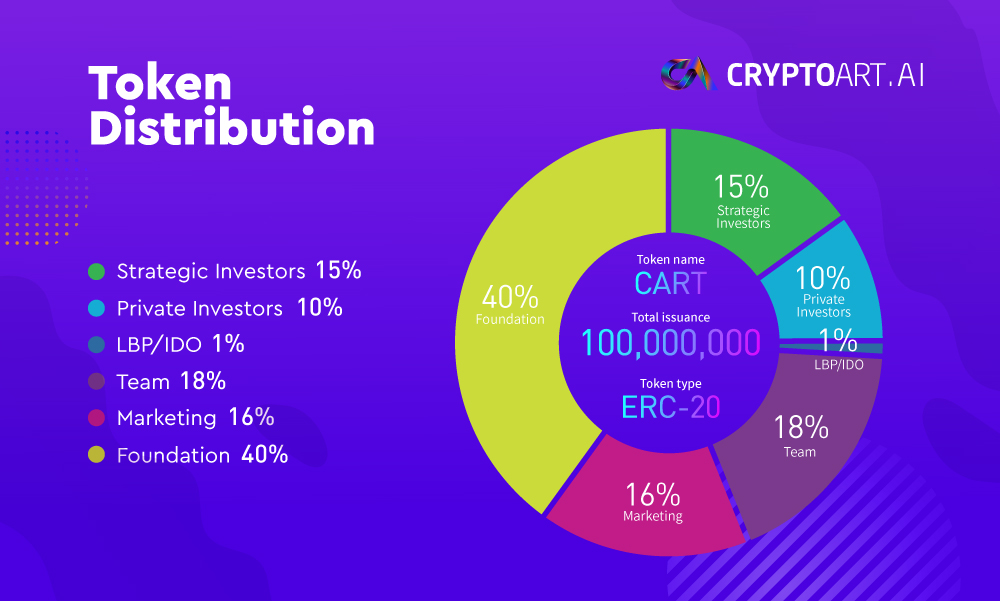 Token
Distribution
CRYPTOART.AI
Strategic Investors 15%
Private Investors 10%
LBP/IDO 1%
Team 18%
Marketing 16%
Foundation 40%
15%
Strategic
Investors
10%
Private
Investors
1%
LBP/IDO
18%
Team
16%
Marketing
40%
Foundation
Token name
CART
Total issuance
100,000,000
Token type
ERC-20